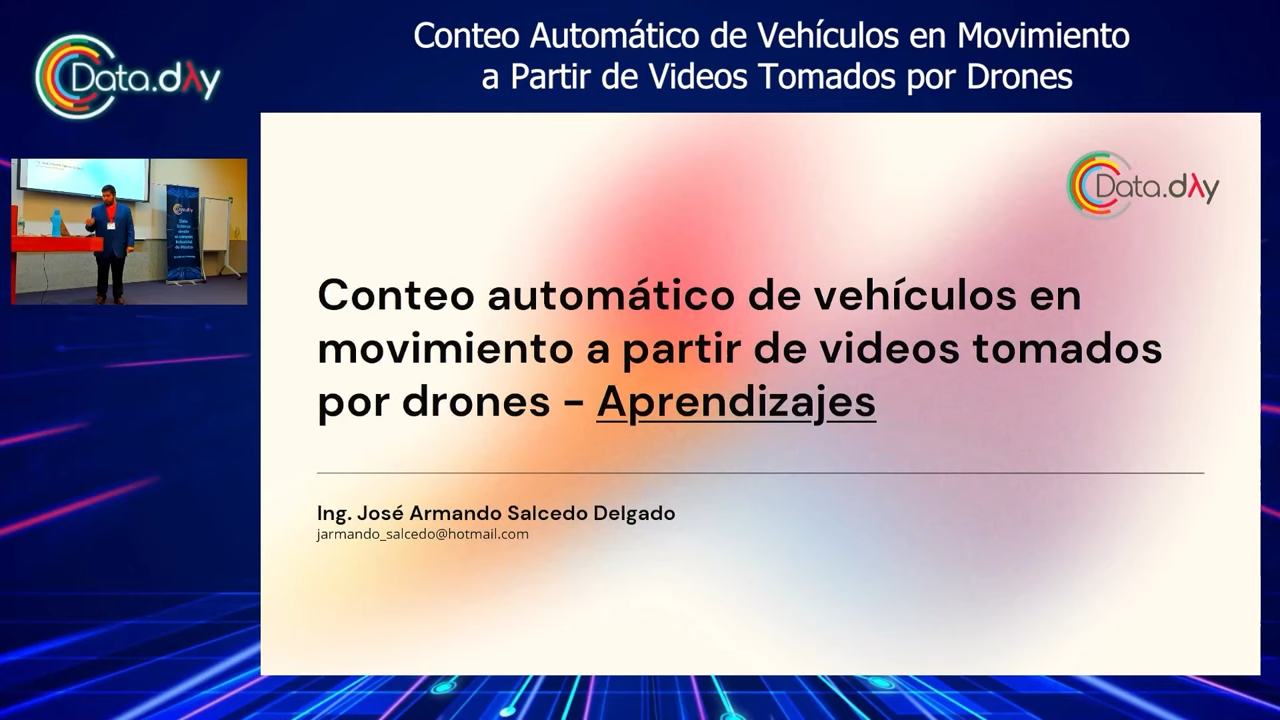 Conteo Automático de Vehículos en Movimiento
a Partir de Videos Tomados por Drones
Data.dλy
Data.dλy
Conteo automático de vehículos en
movimiento a partir de videos tomados
por drones - Aprendizajes
Ing. José Armando Salcedo Delgado
jarmando_salcedo@hotmail.com